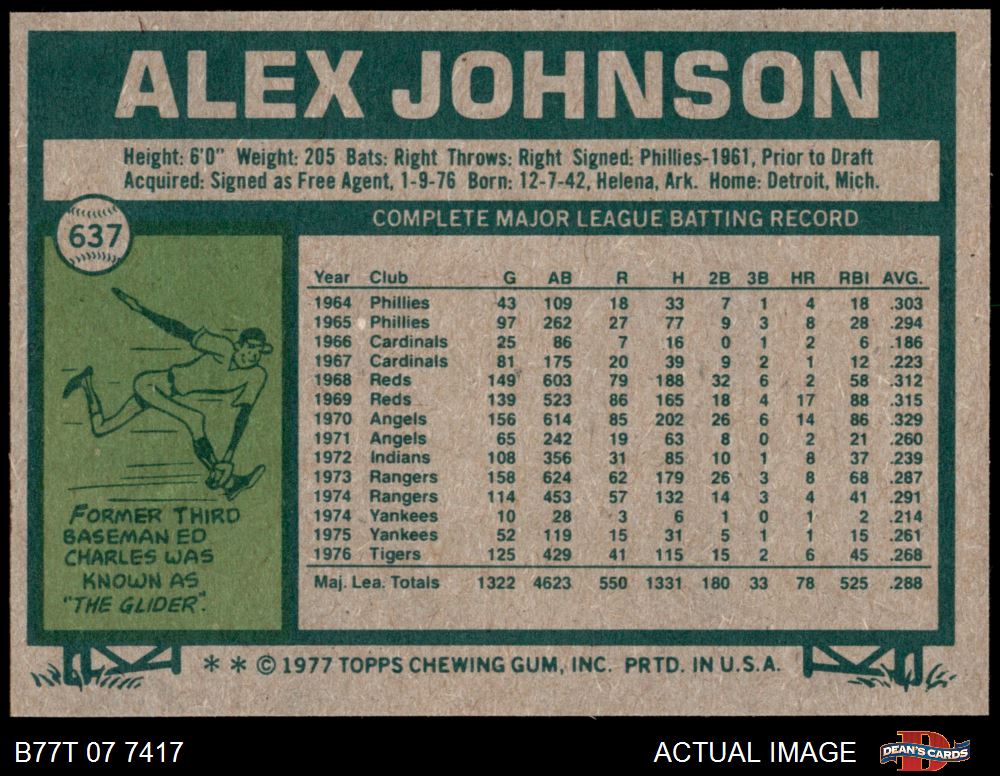 ALEX JOHNSON
Height: 6'0" Weight: 205 Bats: Right Throws: Right Signed: Phillies-1961, Prior to Draft
Acquired: Signed as Free Agent, 1-9-76 Born: 12-7-42, Helena, Ark. Home: Detroit, Mich.
637
COMPLETE MAJOR LEAGUE BATTING RECORD
Year Club G AB R H 2B 3B HR RBI AVG.
1964 Phillies 43 109 18 33 7 1 4 18 .303
1965 Phillies 97 262 27 77 9 3 8 28 .294
1966 Cardinals 25 86 7 16 0 1 2 6 .186
1967 Cardinals 81 175 20 39 9 2 1 12 .223
1968 Reds 149 603 79 188 32 6 2 58 .312
1969 Reds 139 523 86 165 18 4 17 88 .315
1970 Angels 156 614 85 202 26 6 14 86 .329
1971 Angels 65 242 19 63 8 0 2 21 .260
1972 Indians 108 356 31 85 10 1 8 37 .239
1973 Rangers 158 624 62 179 26 3 8 68 .287
1974 Rangers 114 453 57 132 14 3 4 41 .291
1974 Yankees 10 28 3 6 1 0 1 2 .214
1975 Yankees 52 119 15 31 5 1 1 15 .261
1976 Tigers 125 429 41 115 15 2 6 45 .268
Maj. Lea. Totals 1322 4623 550 1331 180 33 78 525 .288
FORMER THIRD
BASEMAN ED
CHARLES WAS
KNOWN AS
"THE GLIDER".
** © 1977 TOPPS CHEWING GUM, INC. PRTD. IN U.S.A.
B77T 07 7417
ACTUAL IMAGE
DEAN'S CARDS